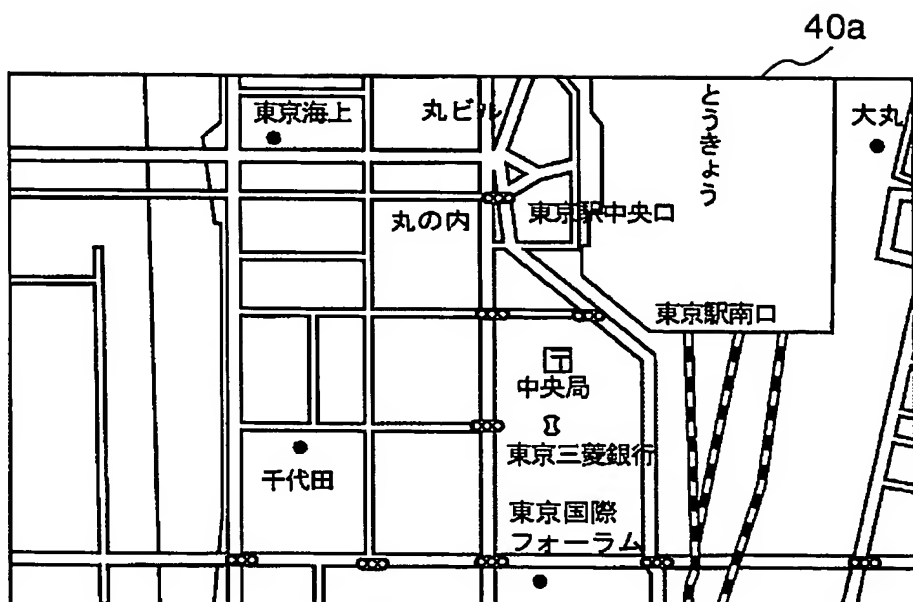 40a
東京海上
丸ビル
とうきょう
大丸
丸の内
東京駅中央口
東京駅南口
中央局
東京三菱銀行
千代田
東京国際
フォーラム